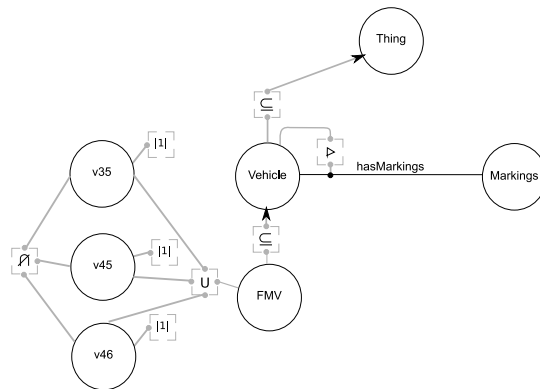 Thing
⊆
v35
|1|
Vehicle
hasMarkings
Markings
⊆
v45
|1|
U
FMV
v46
|1|